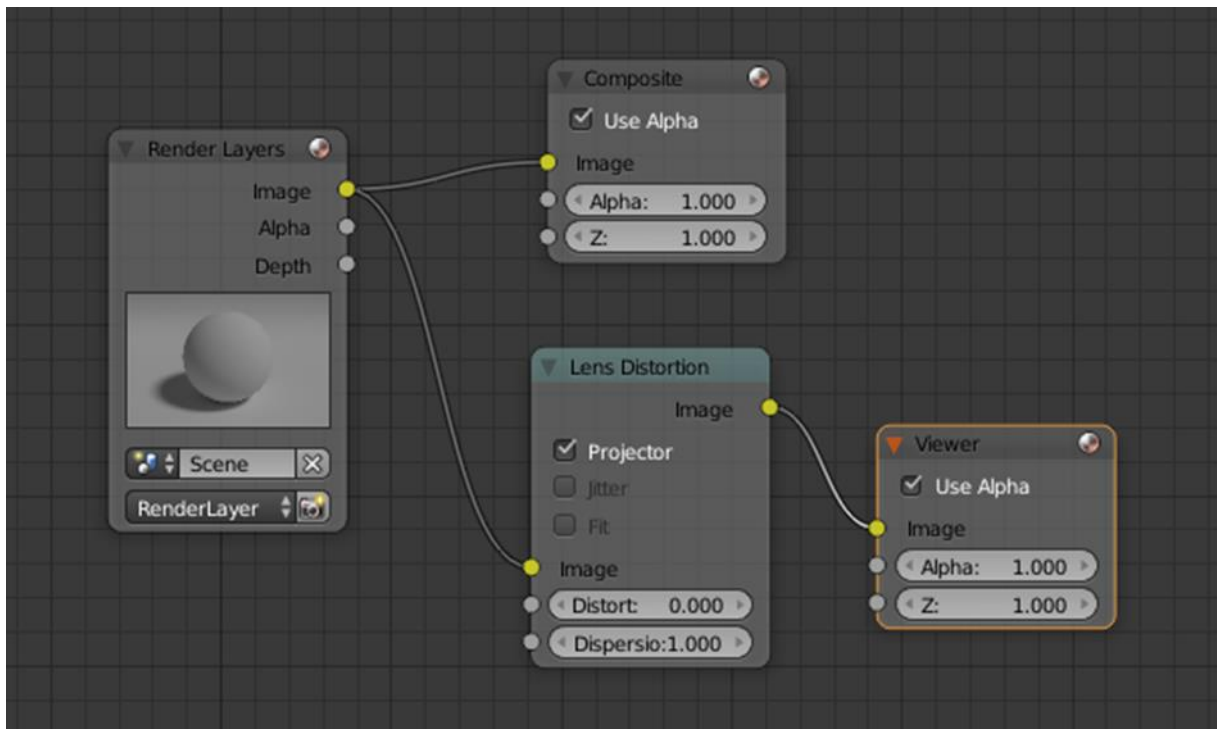 Render Layers
Image
Alpha
Depth
Scene
RenderLayer
Composite
Use Alpha
Image
Alpha: 1.000
Z: 1.000
Lens Distortion
Image
Projector
Jitter
Fit
Image
Distort: 0.000
Dispersio:1.000
Viewer
Use Alpha
Image
Alpha: 1.000
Z: 1.000